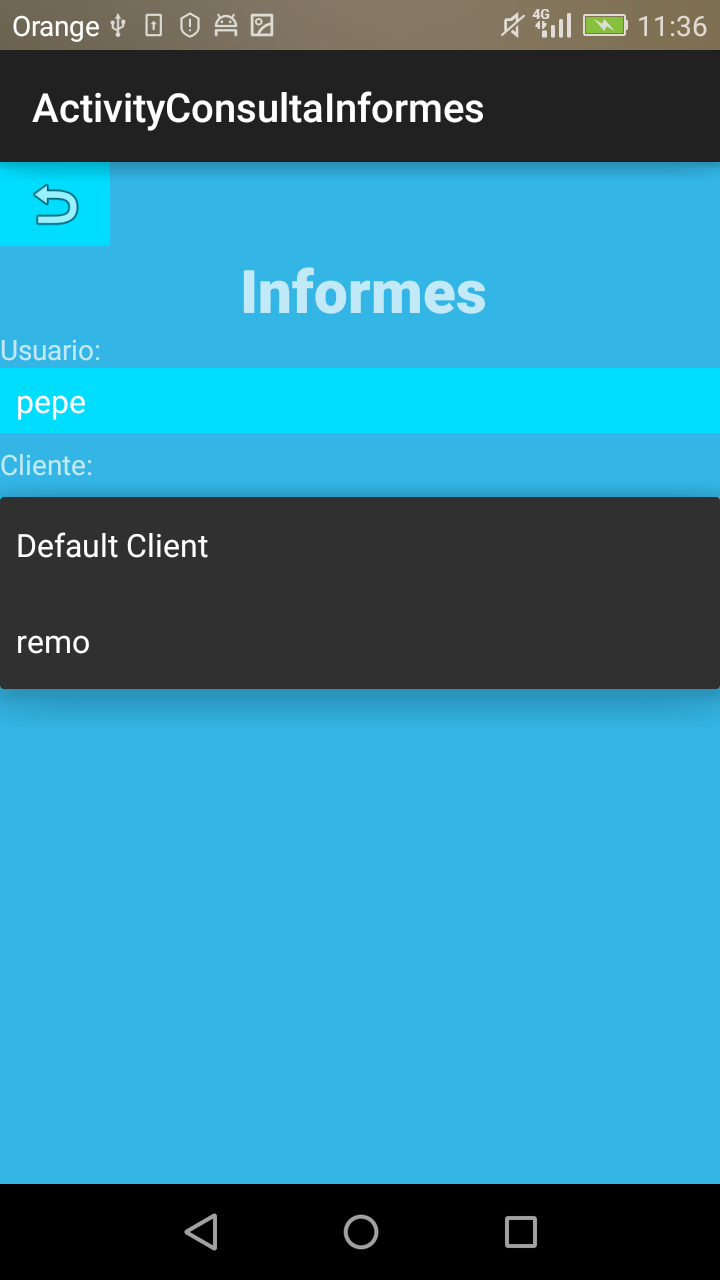 Orange 4G 11:36
ActivityConsultaInformes
Informes
Usuario:
pepe
Cliente:
Default Client
remo